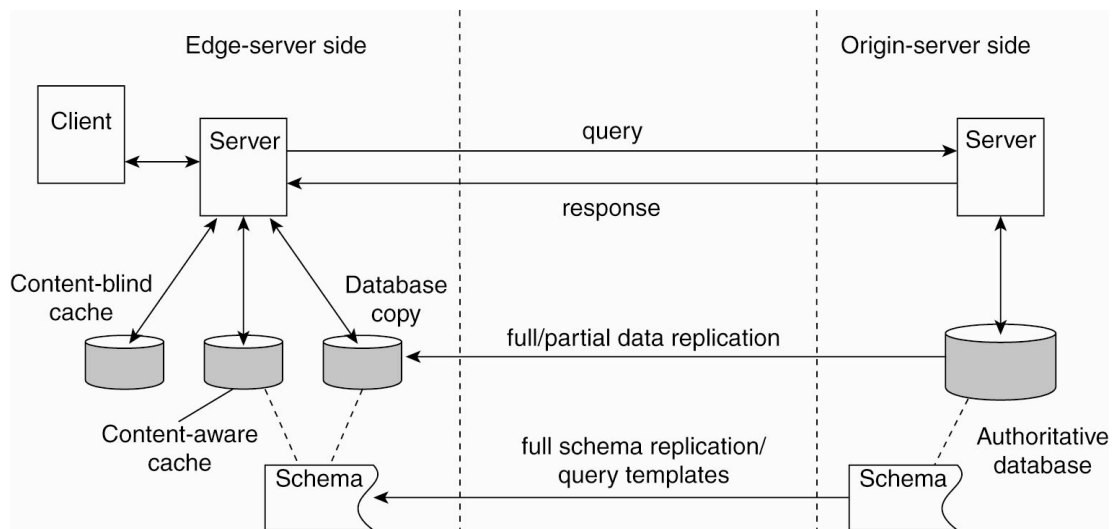 Edge-server side
Origin-server side
Client
Server
query
Server
response
Content-blind
cache
Database
copy
full/partial data replication
Content-aware
cache
full schema replication/
query templates
Authoritative
database
Schema
Schema